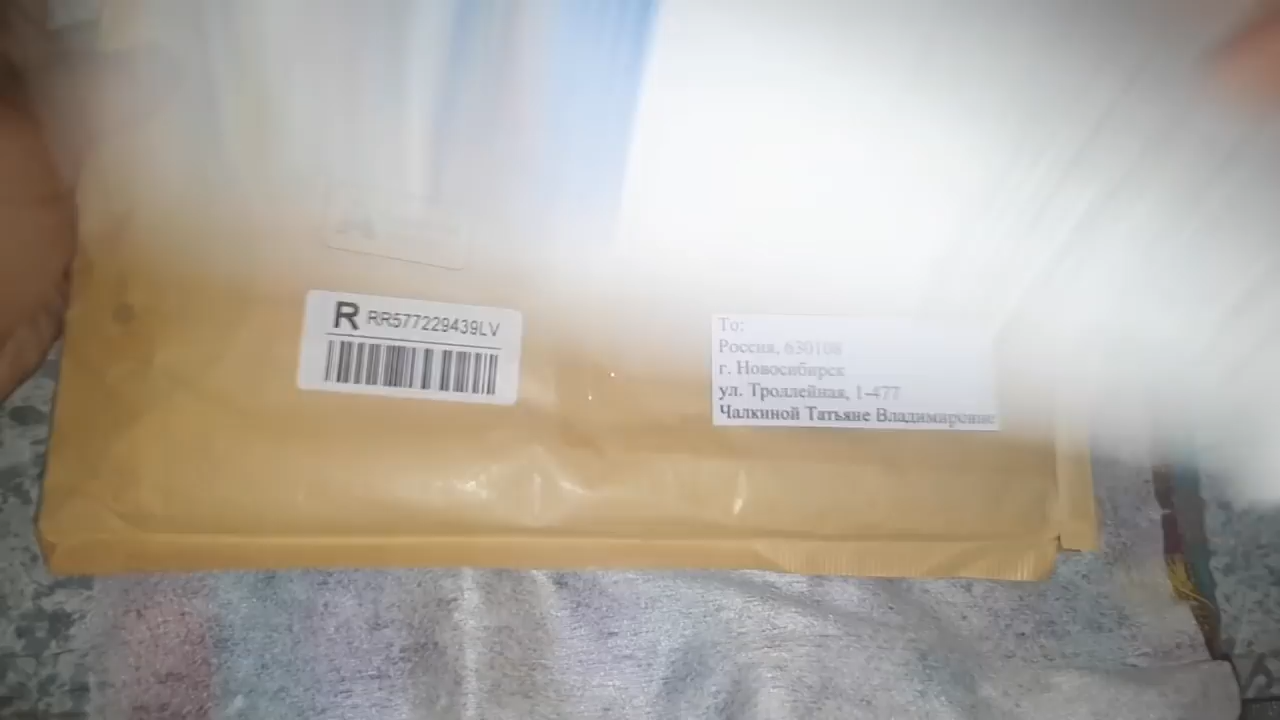 R RR577229439LV
To:
Россия, 630108
г. Новосибирск
ул. Троллейная, 1-477
Чалкиной Татьяне Владимировне